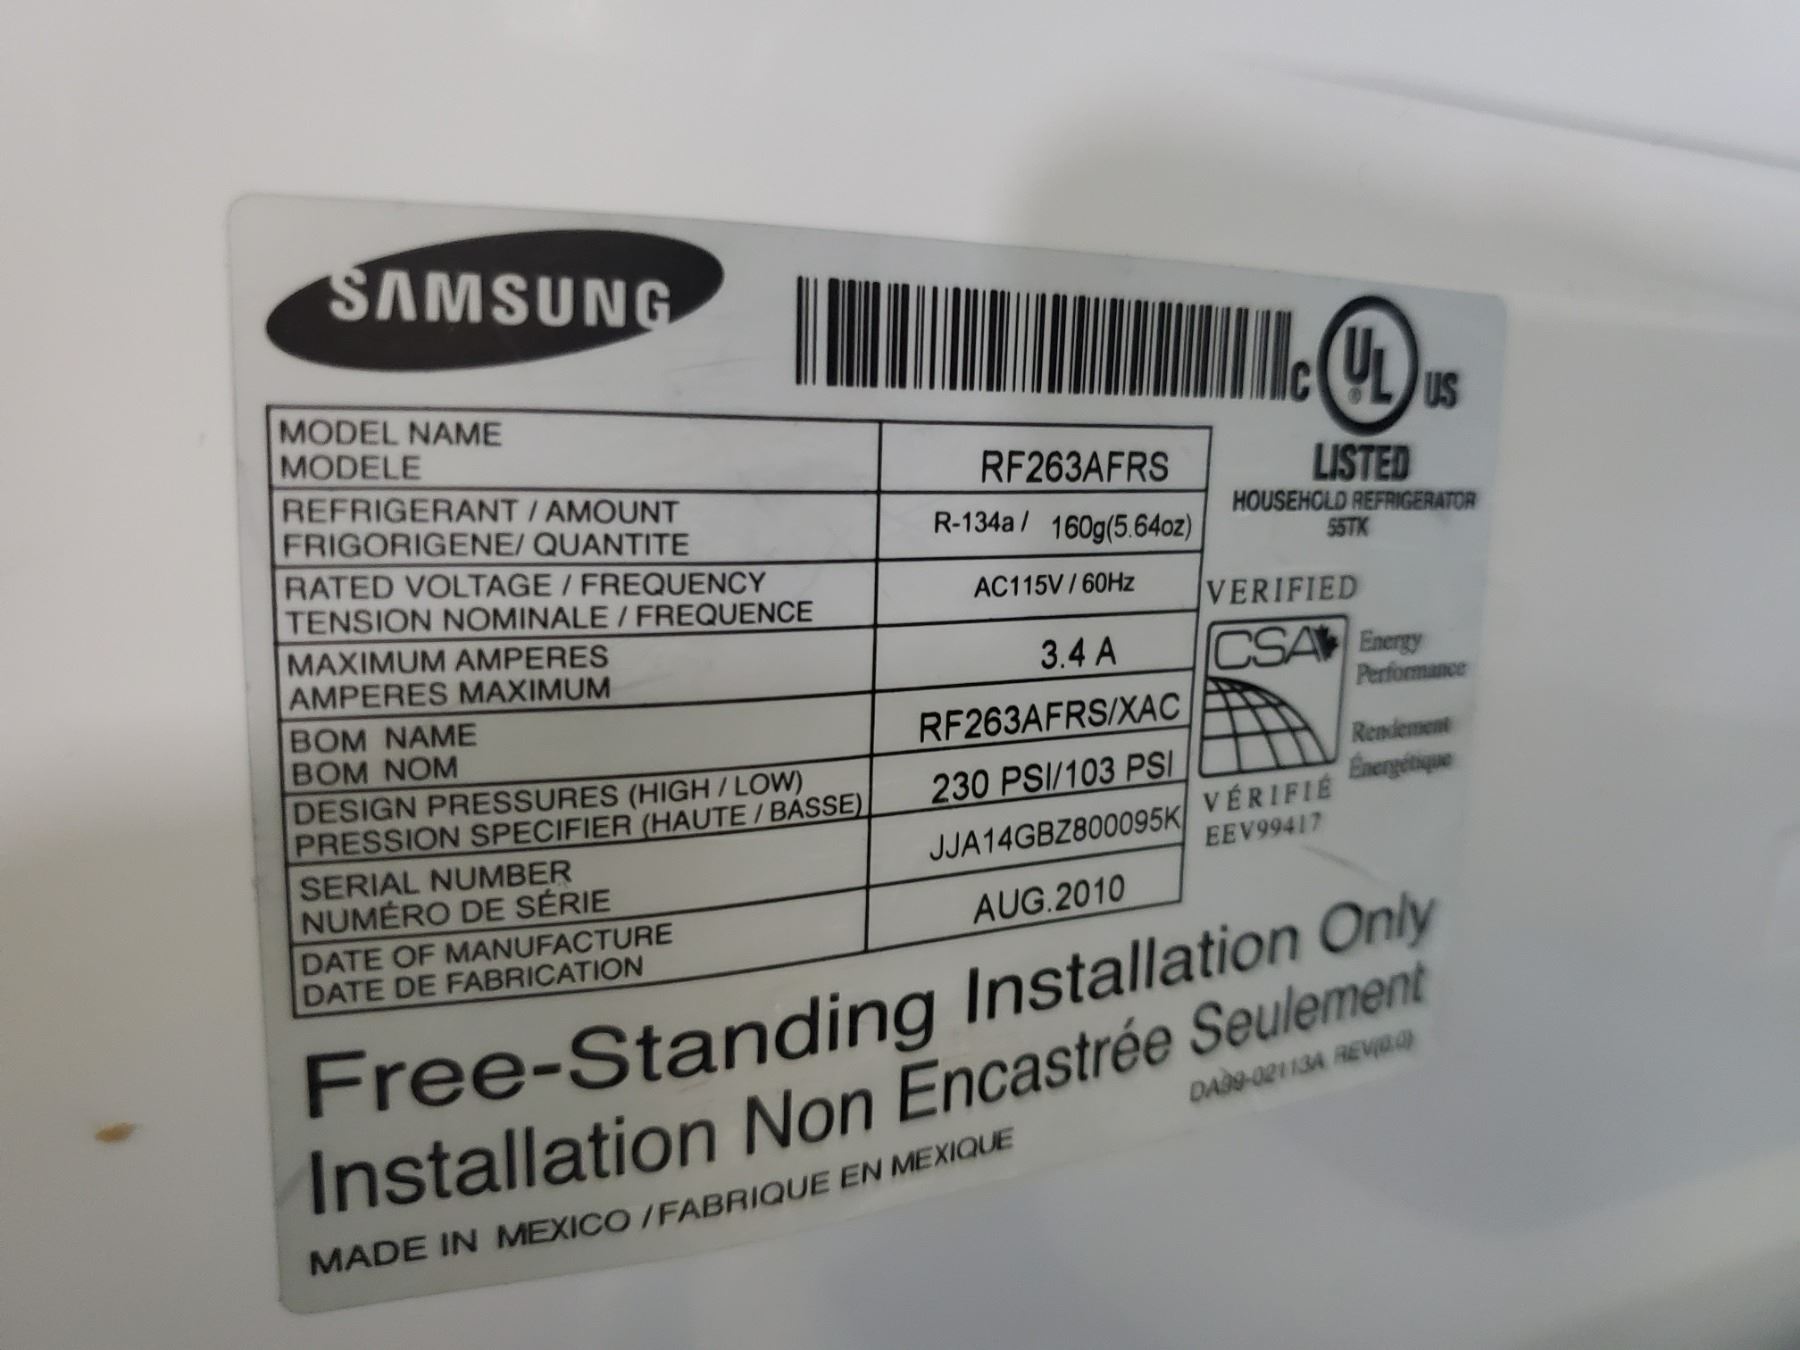 SAMSUNG
C UL US
®
LISTED
HOUSEHOLD REFRIGERATOR
55TK
MODEL NAME
MODELE
RF263AFRS
REFRIGERANT / AMOUNT
FRIGORIGENE/ QUANTITE
R-134a / 160g(5.64oz)
RATED VOLTAGE / FREQUENCY
TENSION NOMINALE / FREQUENCE
AC115V / 60Hz
MAXIMUM AMPERES
AMPERES MAXIMUM
3.4 A
BOM NAME
BOM NOM
RF263AFRS/XAC
DESIGN PRESSURES (HIGH / LOW)
PRESSION SPECIFIER (HAUTE / BASSE)
230 PSI/103 PSI
SERIAL NUMBER
NUMÉRO DE SÉRIE
JJA14GBZ800095K
DATE OF MANUFACTURE
DATE DE FABRICATION
AUG.2010
VERIFIED
CSA
Energy
Performance
Rendement
Énergétique
VÉRIFIÉ
EEV99417
Free-Standing Installation Only
Installation Non Encastrée Seulement
DA99-02113A REV(0.0)
MADE IN MEXICO / FABRIQUE EN MEXIQUE